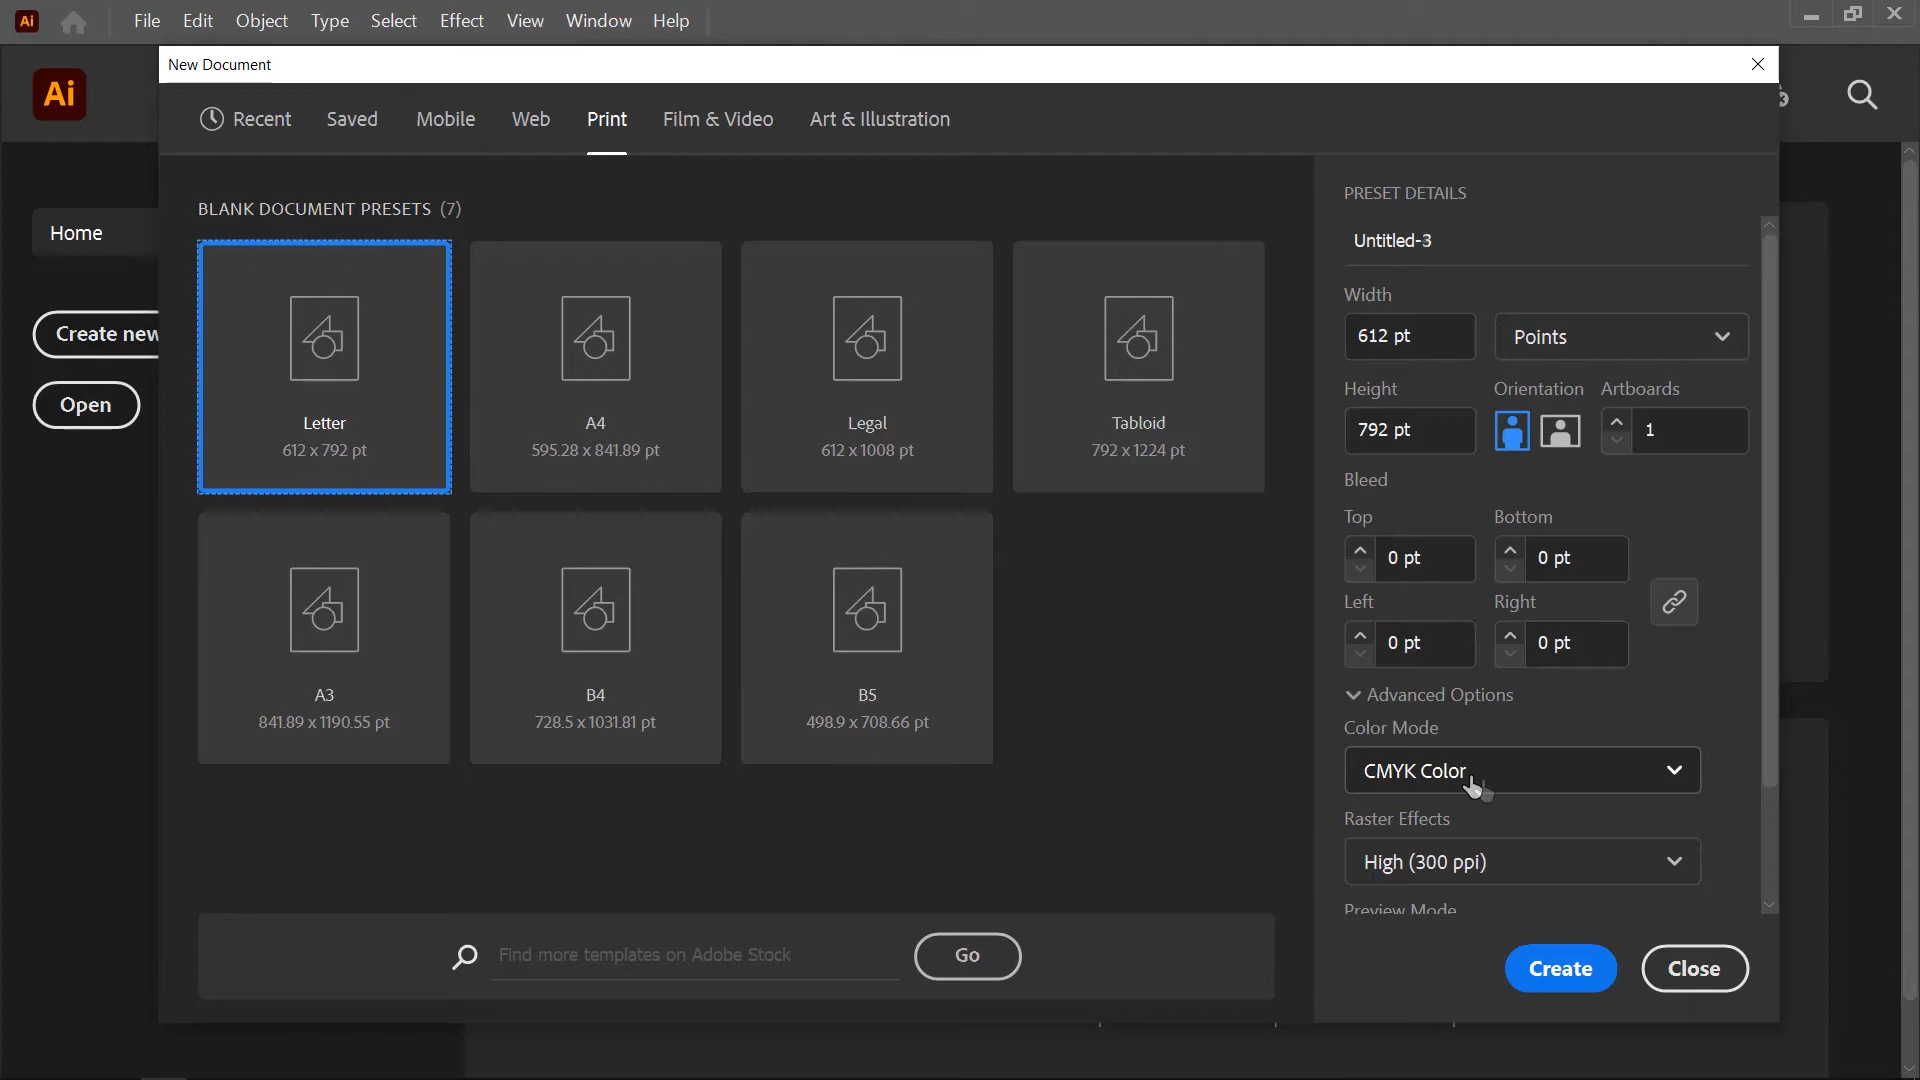 Ai File Edit Object Type Select Effect View Window Help
New Document
Ai
Recent Saved Mobile Web Print Film & Video Art & Illustration
Home
Create new
Open
BLANK DOCUMENT PRESETS (7)
Letter
612 x 792 pt
A4
595.28 x 841.89 pt
Legal
612 x 1008 pt
Tabloid
792 x 1224 pt
A3
841.89 x 1190.55 pt
B4
728.5 x 1031.81 pt
B5
498.9 x 708.66 pt
Find more templates on Adobe Stock Go
PRESET DETAILS
Untitled-3
Width
612 pt Points
Height Orientation Artboards
792 pt 1
Bleed
Top Bottom
0 pt 0 pt
Left Right
0 pt 0 pt
Advanced Options
Color Mode
CMYK Color
Raster Effects
High (300 ppi)
Preview Mode
Create Close